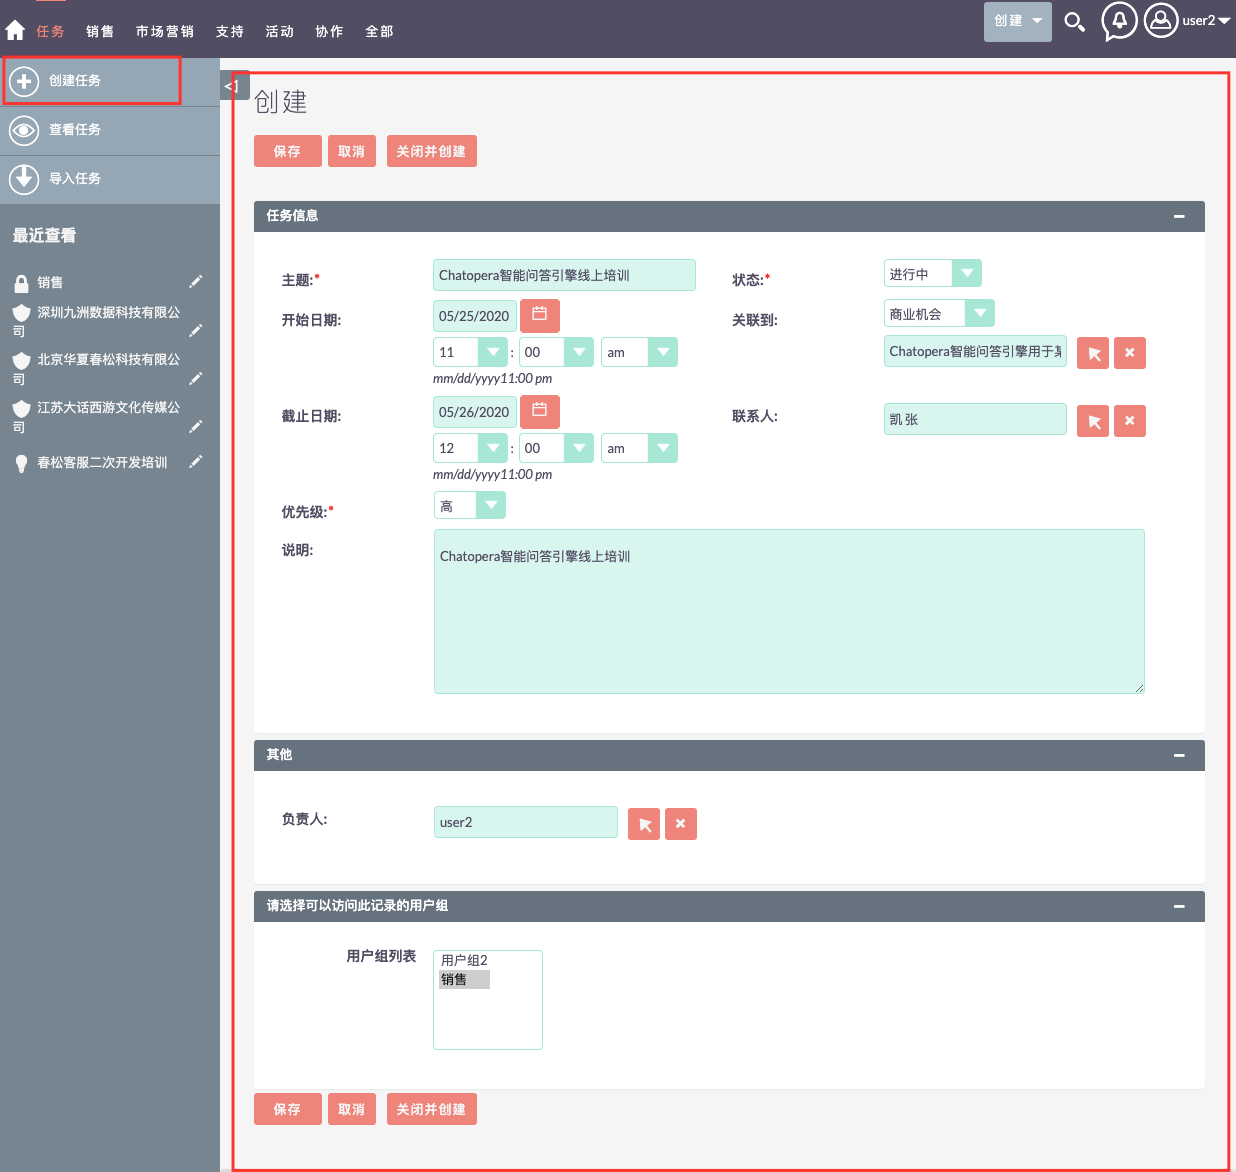 任务 销售 市场营销 支持 活动 协作 全部 创建 user2
创建任务
查看任务
导入任务
最近查看
销售
深圳九洲数据科技有限公
司
北京华夏春松科技有限公
司
江苏大话西游文化传媒公
司
春松客服二次开发培训
创建
保存 取消 关闭并创建
任务信息
主题:* Chatopera智能问答引擎线上培训 状态:* 进行中
开始日期: 05/25/2020 关联到: 商业机会
11 : 00 am Chatopera智能问答引擎用于某
mm/dd/yyyy11:00 pm
截止日期: 05/26/2020 联系人: 凯 张
12 : 00 am
mm/dd/yyyy11:00 pm
优先级:* 高
说明: Chatopera智能问答引擎线上培训
其他
负责人: user2
请选择可以访问此记录的用户组
用户组列表 用户组2
销售
保存 取消 关闭并创建